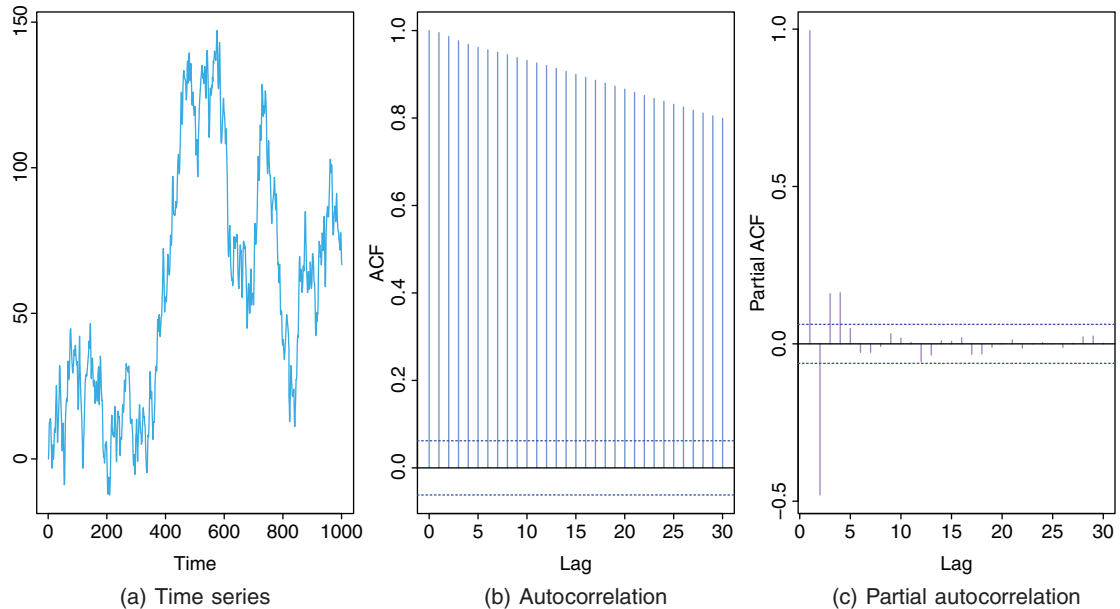 150
100
50
0
0 200 400 600 800 1000
Time
(a) Time series
1.0
0.8
0.6
0.4
0.2
0.0
ACF
0 5 10 15 20 25 30
Lag
(b) Autocorrelation
1.0
0.5
0.0
−0.5
Partial ACF
0 5 10 15 20 25 30
Lag
(c) Partial autocorrelation